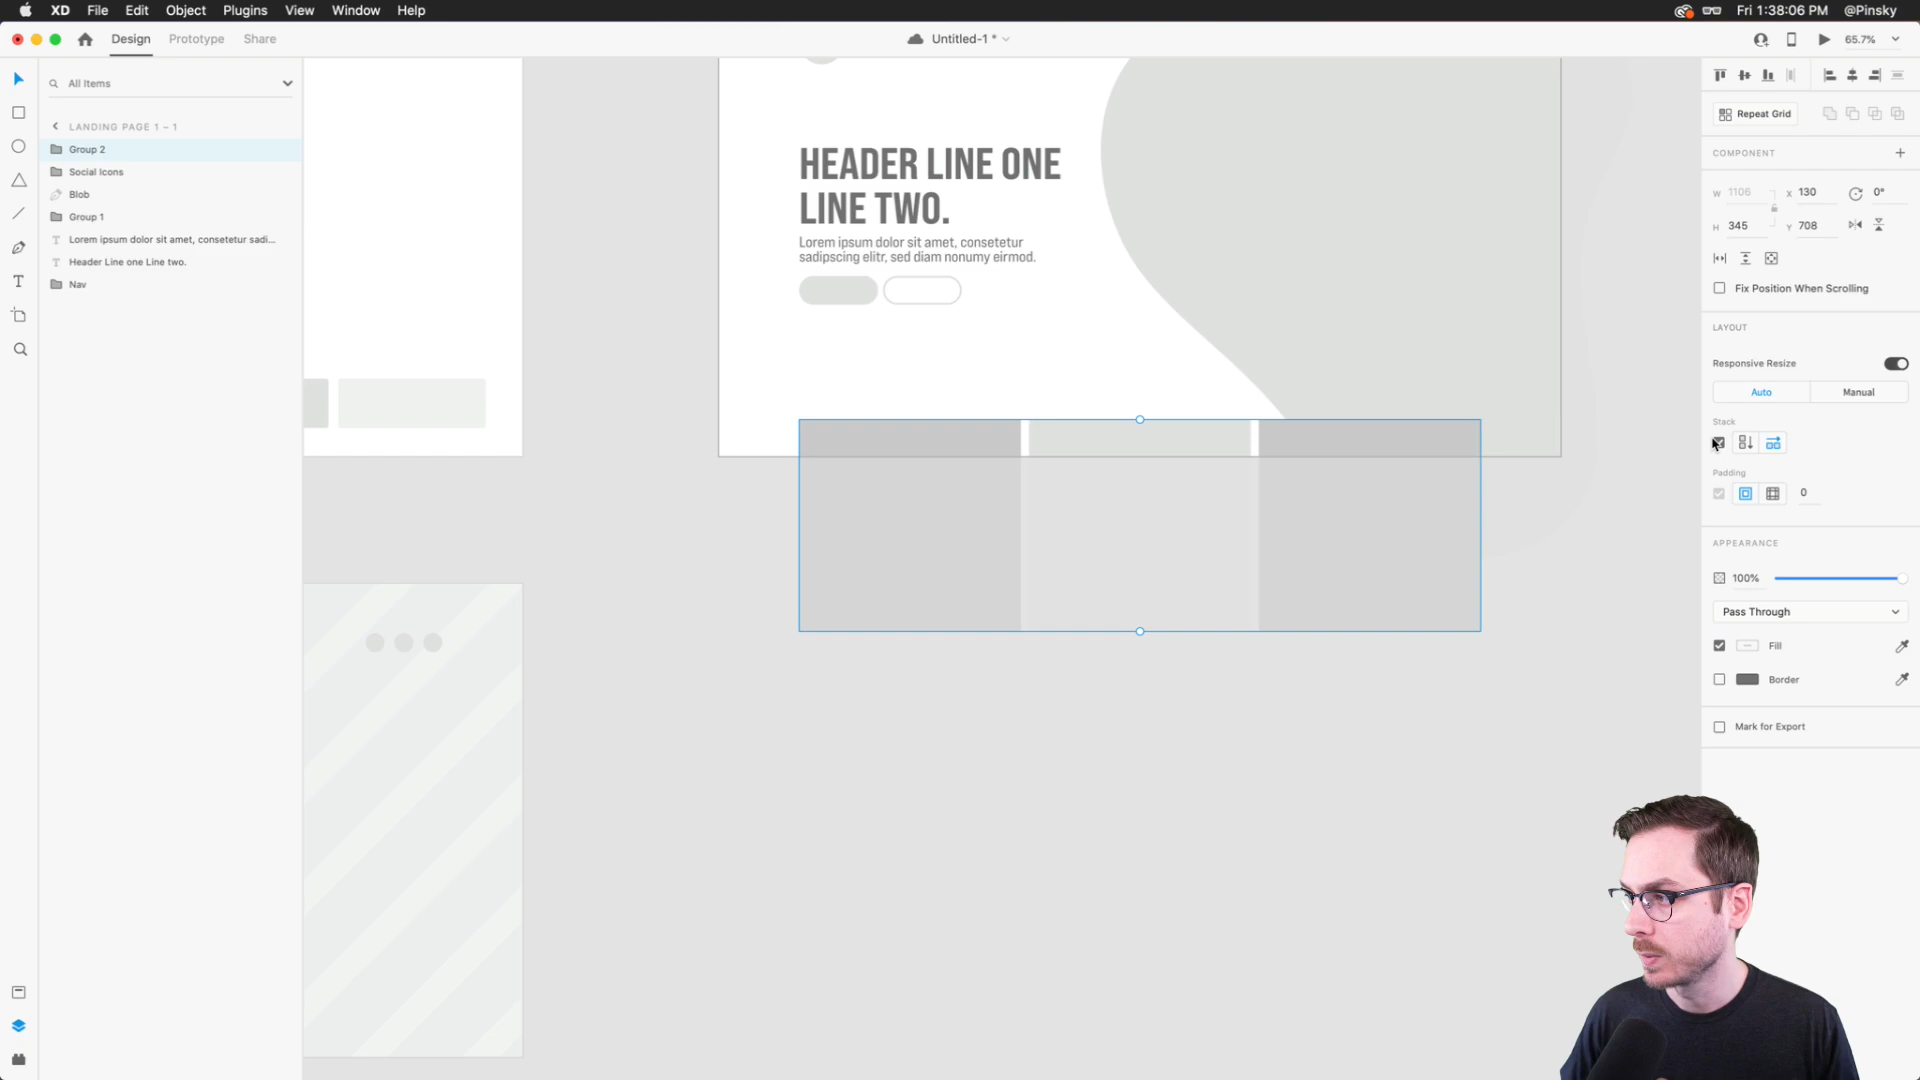 XD File Edit Object Plugins View Window Help
Fri 1:38:06 PM @Pinsky
Design Prototype Share
Untitled-1 *
65.7%
All Items
LANDING PAGE 1 – 1
Group 2
Social Icons
Blob
Group 1
Lorem ipsum dolor sit amet, consetetur sadi...
Header Line one Line two.
Nav
HEADER LINE ONE
LINE TWO.
Lorem ipsum dolor sit amet, consetetur
sadipscing elitr, sed diam nonumy eirmod.
Repeat Grid
COMPONENT
W 1106 X 130 0°
H 345 Y 708
Fix Position When Scrolling
LAYOUT
Responsive Resize
Auto Manual
Stack
Padding
0
APPEARANCE
100%
Pass Through
Fill
Border
Mark for Export